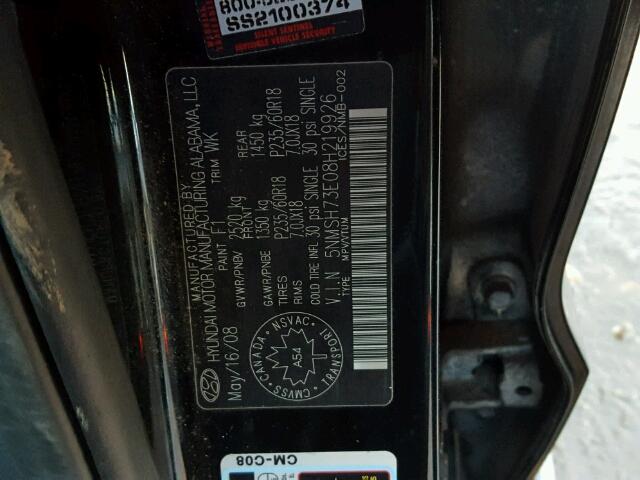 SS2100374
SILENT SENTINEL
INVISIBLE VEHICLE SECURITY
MANUFACTURED BY
HYUNDAI MOTOR MANUFACTURING ALABAMA, LLC
May/16/08
PAINT F1 TRIM WK
GVWR/PNBV 2520 kg
FRONT REAR
GAWR/PNBE 1350 kg 1450 kg
TIRES P235/60R18 P235/60R18
RIMS 7.0JX18 7.0JX18
COLD TIRE INFL 30 psi SINGLE 30 psi SINGLE
V.I.N 5NMSH73E08H219926
TYPE MPV/VTUM ICES/NMB-002
CANADA NSVAC TRANSPORT CMVSS
A54
CM-C08